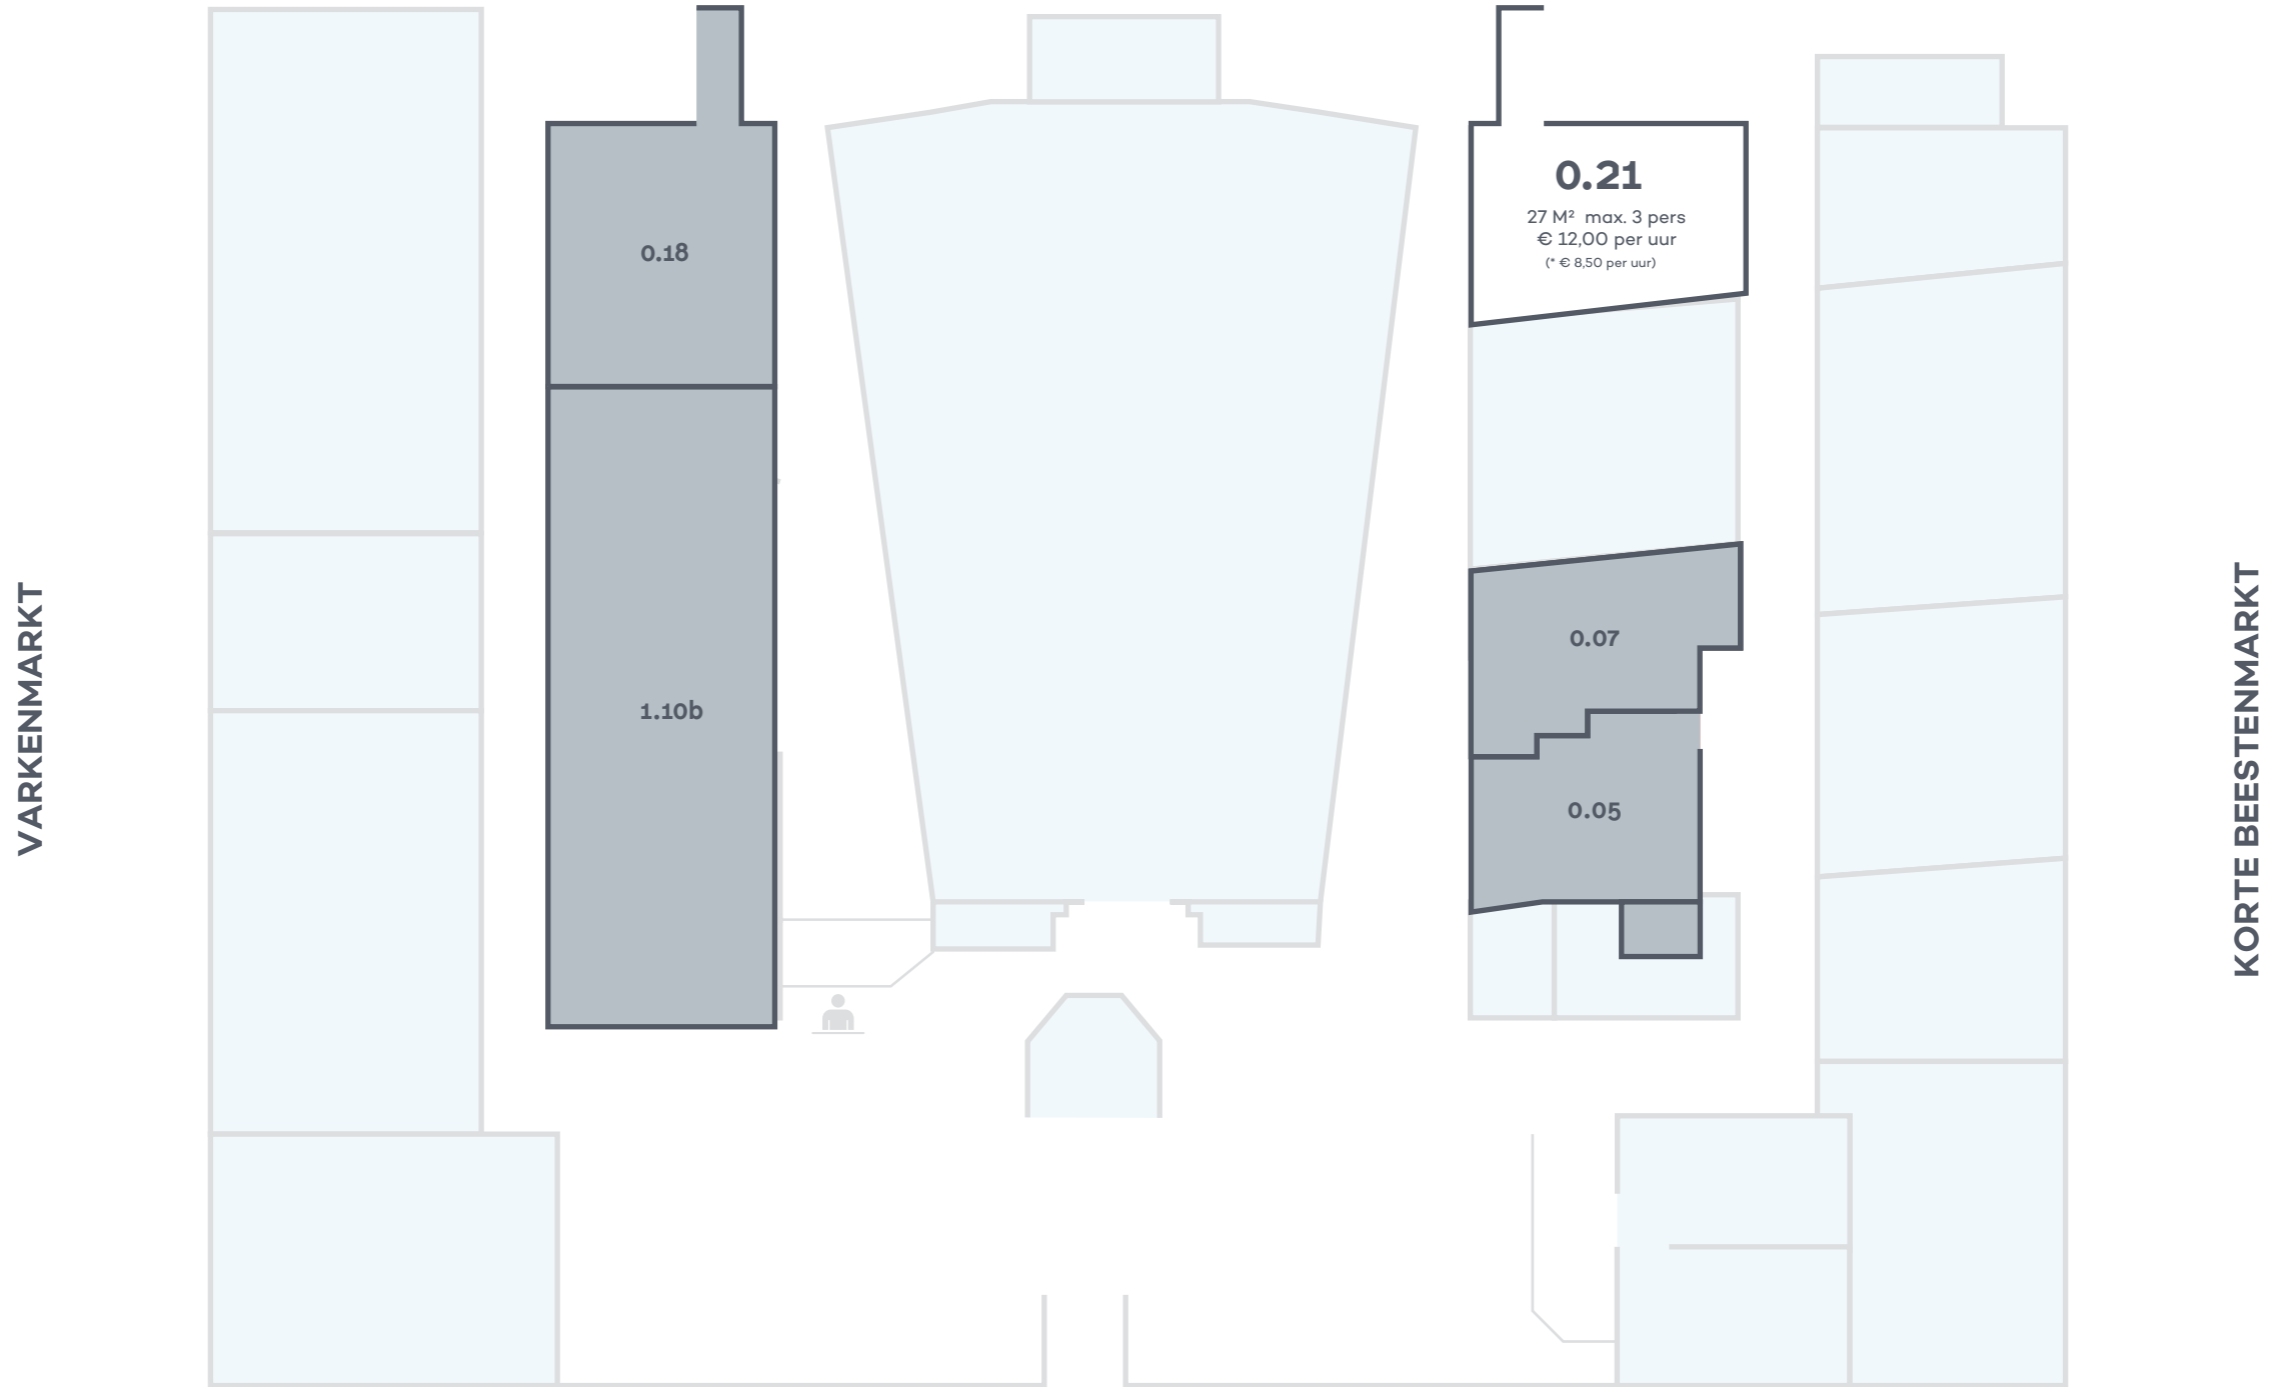 VARKENMARKT
0.18
1.10b
0.21
27 M² max. 3 pers
€ 12,00 per uur
(* € 8,50 per uur)
0.07
0.05
KORTE BEESTENMARKT